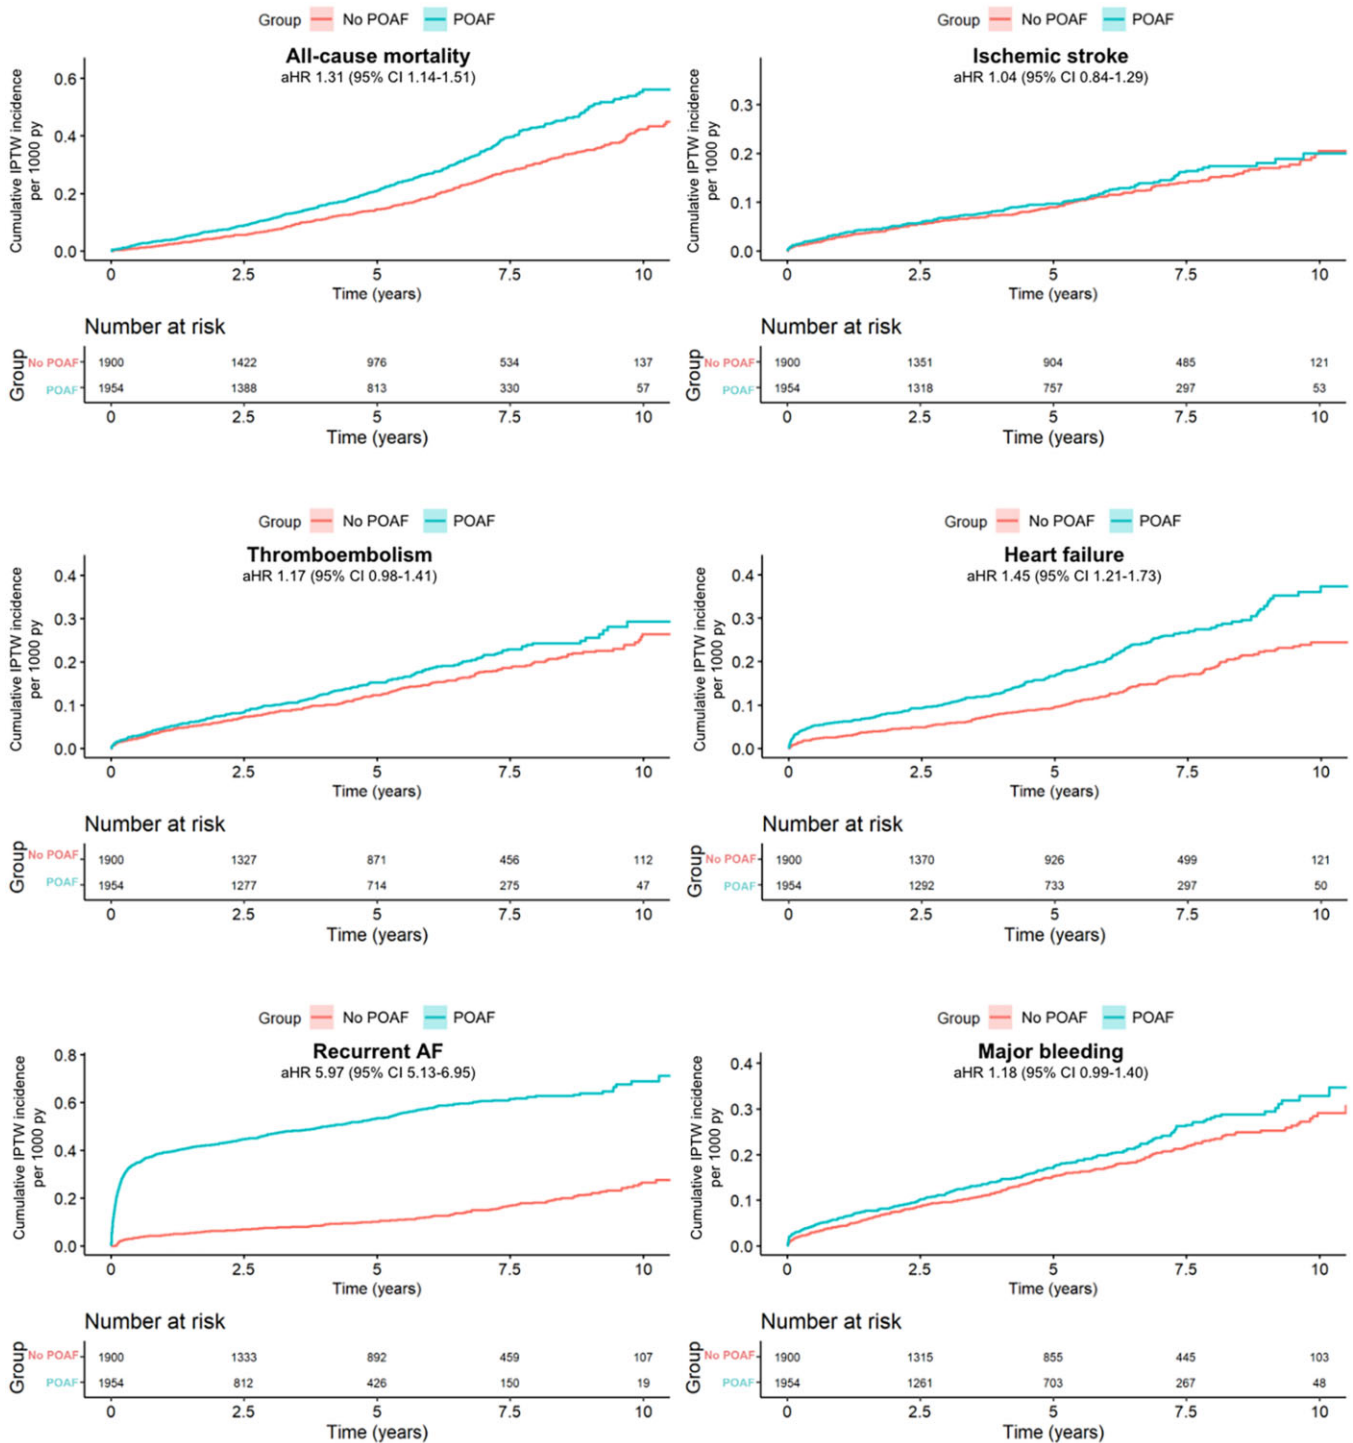 Group No POAF POAF
All-cause mortality
aHR 1.31 (95% CI 1.14-1.51)
Cumulative IPTW incidence
per 1000 py
0.6
0.4
0.2
0.0
0 2.5 5 7.5 10
Time (years)
Number at risk
Group
No POAF 1900 1422 976 534 137
POAF 1954 1388 813 330 57
0 2.5 5 7.5 10
Time (years)
Group No POAF POAF
Ischemic stroke
aHR 1.04 (95% CI 0.84-1.29)
Cumulative IPTW incidence
per 1000 py
0.3
0.2
0.1
0.0
0 2.5 5 7.5 10
Time (years)
Number at risk
Group
No POAF 1900 1351 904 485 121
POAF 1954 1318 757 297 53
0 2.5 5 7.5 10
Time (years)
Group No POAF POAF
Thromboembolism
aHR 1.17 (95% CI 0.98-1.41)
Cumulative IPTW incidence
per 1000 py
0.4
0.3
0.2
0.1
0.0
0 2.5 5 7.5 10
Time (years)
Number at risk
Group
No POAF 1900 1327 871 456 112
POAF 1954 1277 714 275 47
0 2.5 5 7.5 10
Time (years)
Group No POAF POAF
Heart failure
aHR 1.45 (95% CI 1.21-1.73)
Cumulative IPTW incidence
per 1000 py
0.4
0.3
0.2
0.1
0.0
0 2.5 5 7.5 10
Time (years)
Number at risk
Group
No POAF 1900 1370 926 499 121
POAF 1954 1292 733 297 50
0 2.5 5 7.5 10
Time (years)
Group No POAF POAF
Recurrent AF
aHR 5.97 (95% CI 5.13-6.95)
Cumulative IPTW incidence
per 1000 py
0.8
0.6
0.4
0.2
0.0
0 2.5 5 7.5 10
Time (years)
Number at risk
Group
No POAF 1900 1333 892 459 107
POAF 1954 812 426 150 19
0 2.5 5 7.5 10
Time (years)
Group No POAF POAF
Major bleeding
aHR 1.18 (95% CI 0.99-1.40)
Cumulative IPTW incidence
per 1000 py
0.4
0.3
0.2
0.1
0.0
0 2.5 5 7.5 10
Time (years)
Number at risk
Group
No POAF 1900 1315 855 445 103
POAF 1954 1261 703 267 48
0 2.5 5 7.5 10
Time (years)